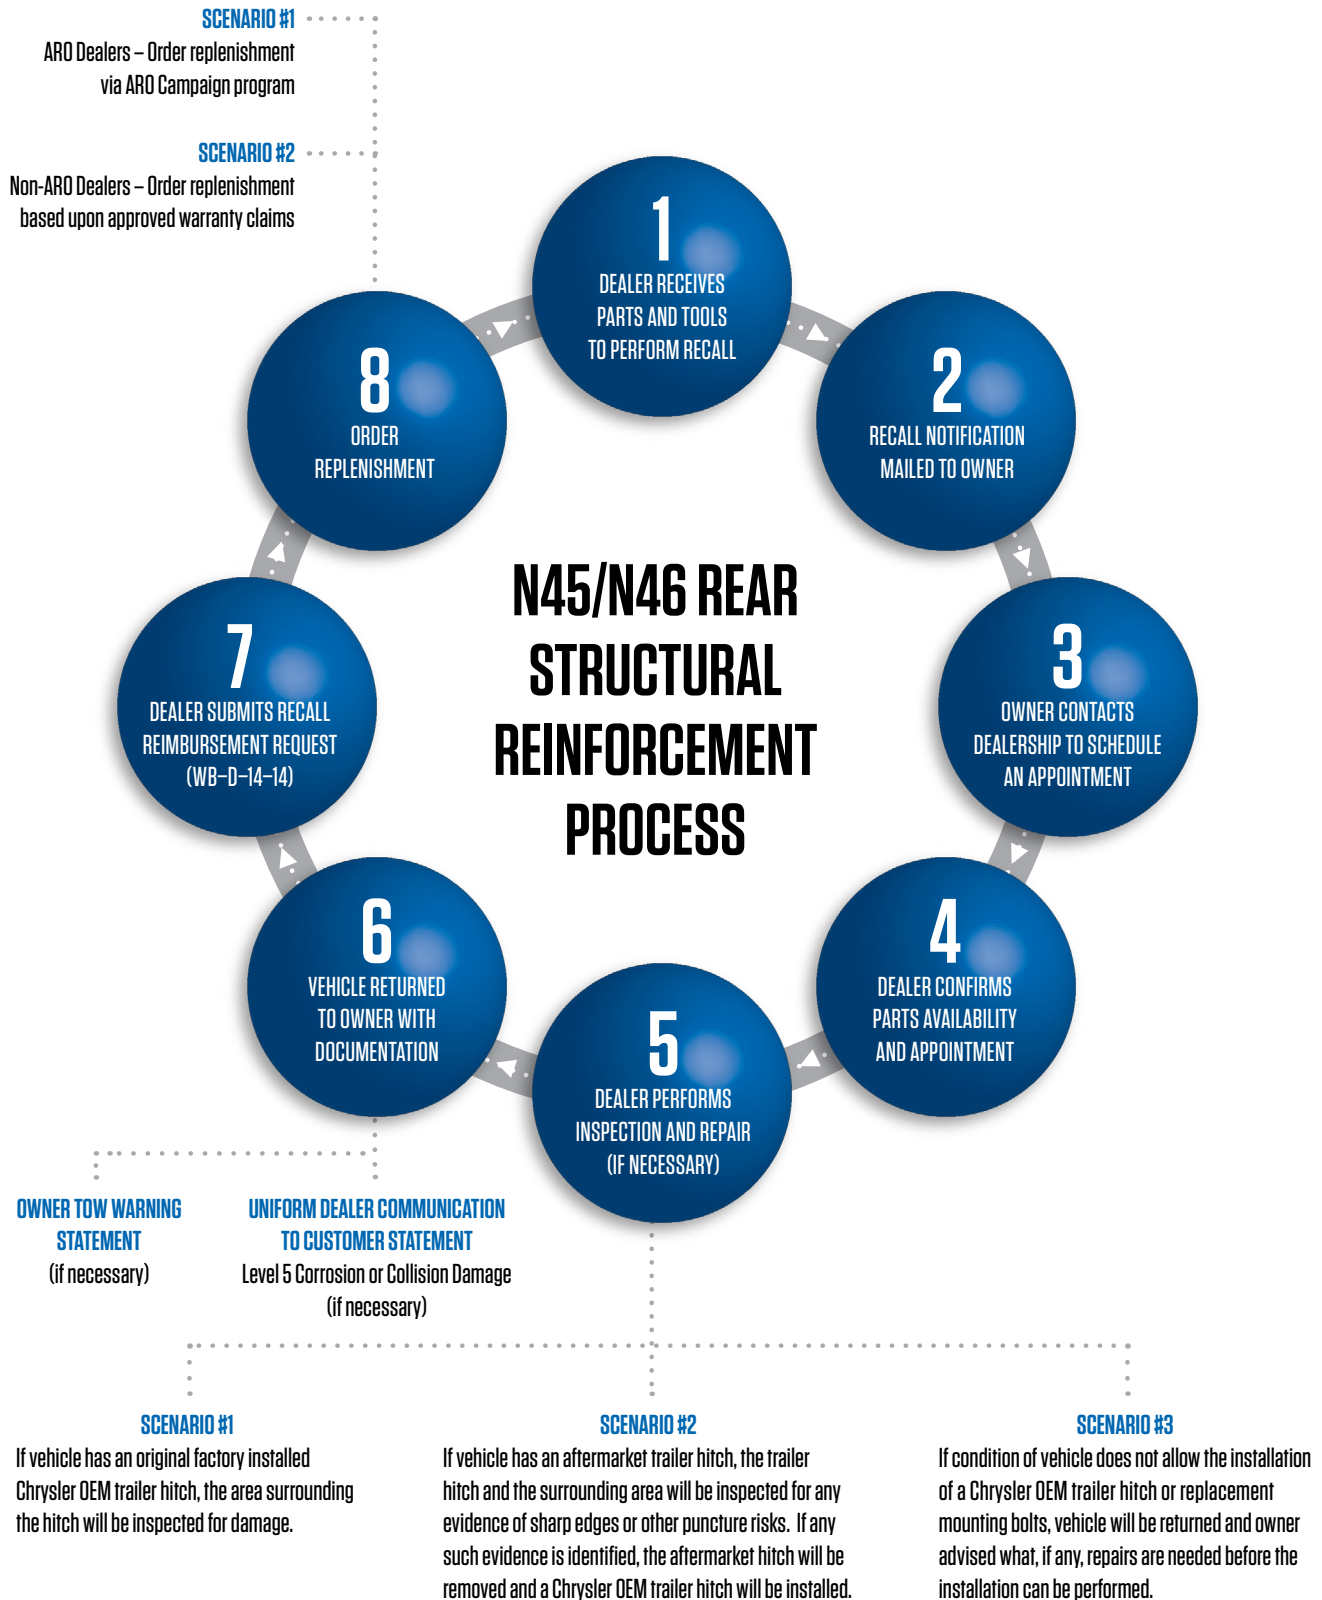 SCENARIO #1
ARO Dealers – Order replenishment
via ARO Campaign program
SCENARIO #2
Non-ARO Dealers – Order replenishment
based upon approved warranty claims
1
DEALER RECEIVES
PARTS AND TOOLS
TO PERFORM RECALL
2
RECALL NOTIFICATION
MAILED TO OWNER
3
OWNER CONTACTS
DEALERSHIP TO SCHEDULE
AN APPOINTMENT
4
DEALER CONFIRMS
PARTS AVAILABILITY
AND APPOINTMENT
5
DEALER PERFORMS
INSPECTION AND REPAIR
(IF NECESSARY)
6
VEHICLE RETURNED
TO OWNER WITH
DOCUMENTATION
7
DEALER SUBMITS RECALL
REIMBURSEMENT REQUEST
(WB–D–14–14)
8
ORDER
REPLENISHMENT
N45/N46 REAR
STRUCTURAL
REINFORCEMENT
PROCESS
OWNER TOW WARNING
STATEMENT
(if necessary)
UNIFORM DEALER COMMUNICATION
TO CUSTOMER STATEMENT
Level 5 Corrosion or Collision Damage
(if necessary)
SCENARIO #1
If vehicle has an original factory installed
Chrysler OEM trailer hitch, the area surrounding
the hitch will be inspected for damage.
SCENARIO #2
If vehicle has an aftermarket trailer hitch, the trailer
hitch and the surrounding area will be inspected for any
evidence of sharp edges or other puncture risks. If any
such evidence is identified, the aftermarket hitch will be
removed and a Chrysler OEM trailer hitch will be installed.
SCENARIO #3
If condition of vehicle does not allow the installation
of a Chrysler OEM trailer hitch or replacement
mounting bolts, vehicle will be returned and owner
advised what, if any, repairs are needed before the
installation can be performed.